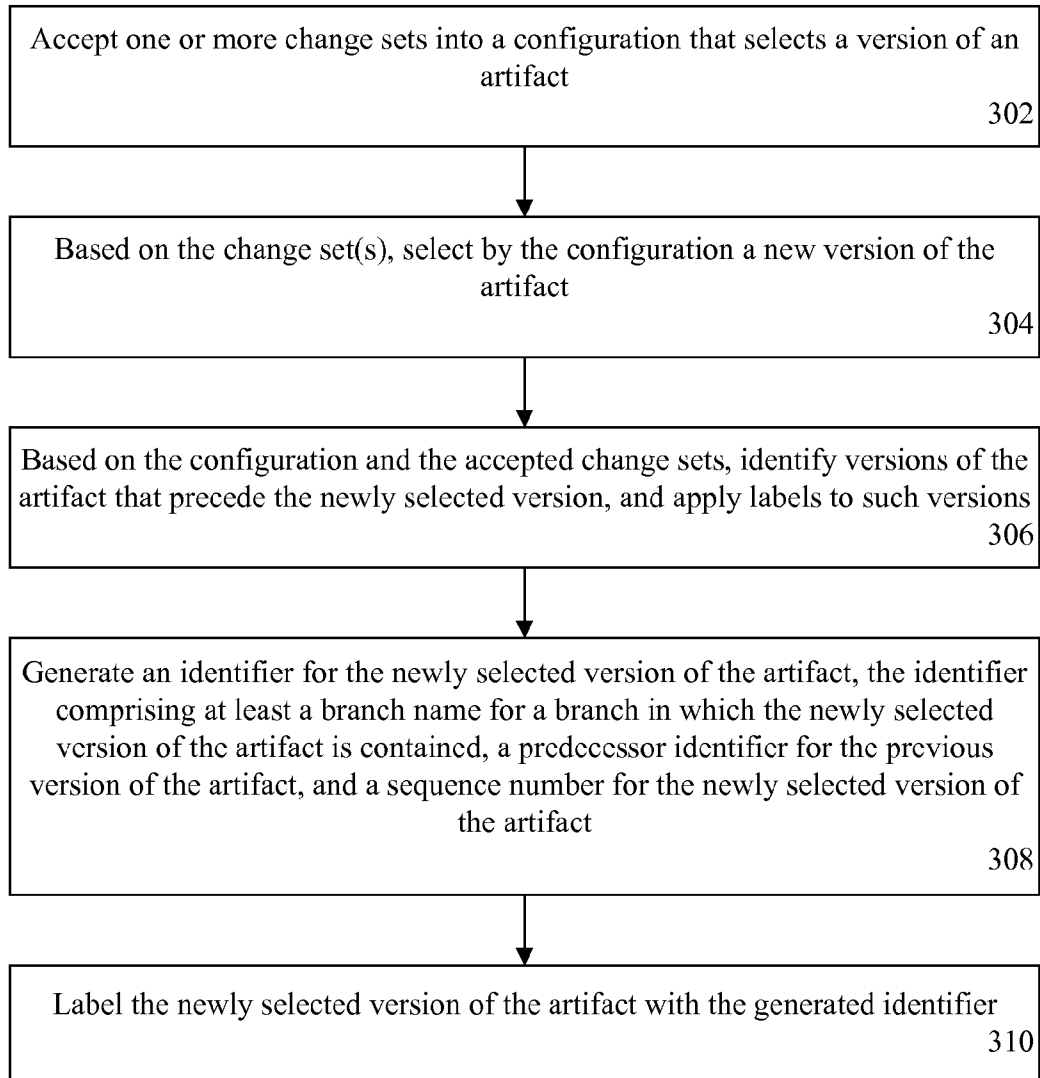 Accept one or more change sets into a configuration that selects a version of an
artifact
302
Based on the change set(s), select by the configuration a new version of the
artifact
304
Based on the configuration and the accepted change sets, identify versions of the
artifact that precede the newly selected version, and apply labels to such versions
306
Generate an identifier for the newly selected version of the artifact, the identifier
comprising at least a branch name for a branch in which the newly selected
version of the artifact is contained, a predecessor identifier for the previous
version of the artifact, and a sequence number for the newly selected version of
the artifact
308
Label the newly selected version of the artifact with the generated identifier
310